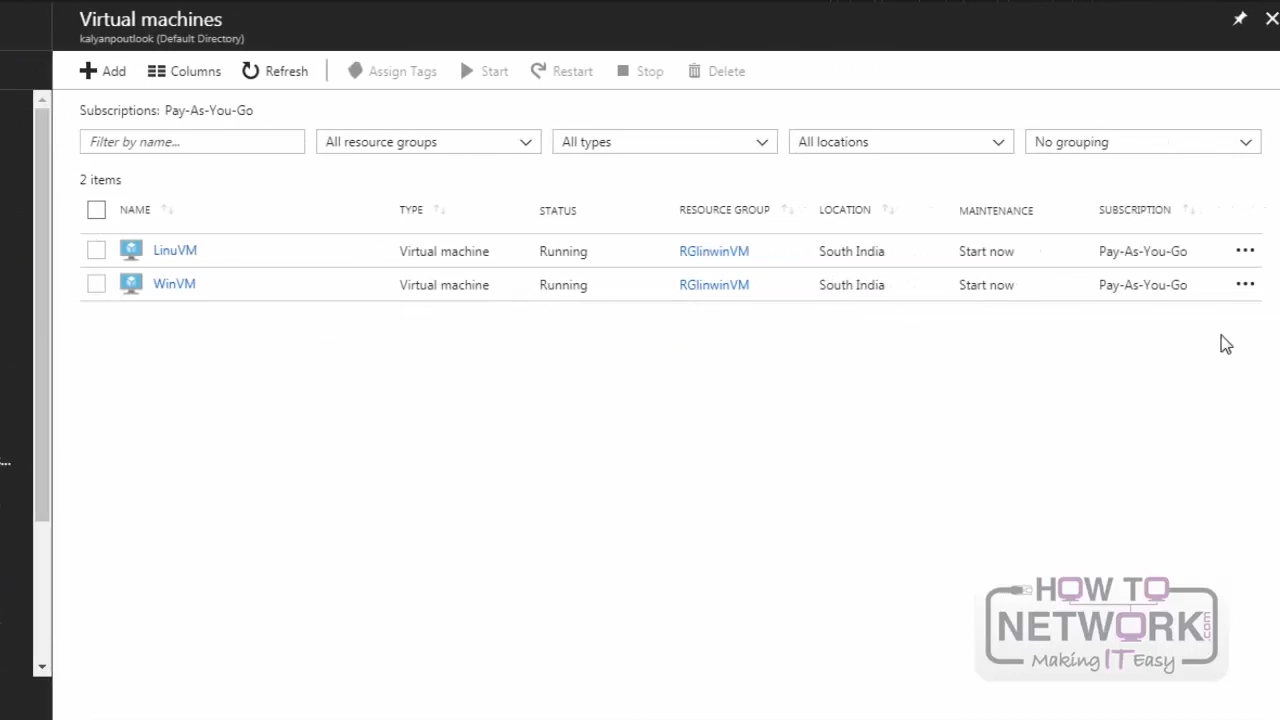 Virtual machines
kalyanpoutlook (Default Directory)
Add Columns Refresh Assign Tags Start Restart Stop Delete
Subscriptions: Pay-As-You-Go
Filter by name... All resource groups All types All locations No grouping
2 items
NAME TYPE STATUS RESOURCE GROUP LOCATION MAINTENANCE SUBSCRIPTION
LinuVM Virtual machine Running RGlinwinVM South India Start now Pay-As-You-Go
WinVM Virtual machine Running RGlinwinVM South India Start now Pay-As-You-Go
HOW TO
NETWORK.com
Making IT Easy